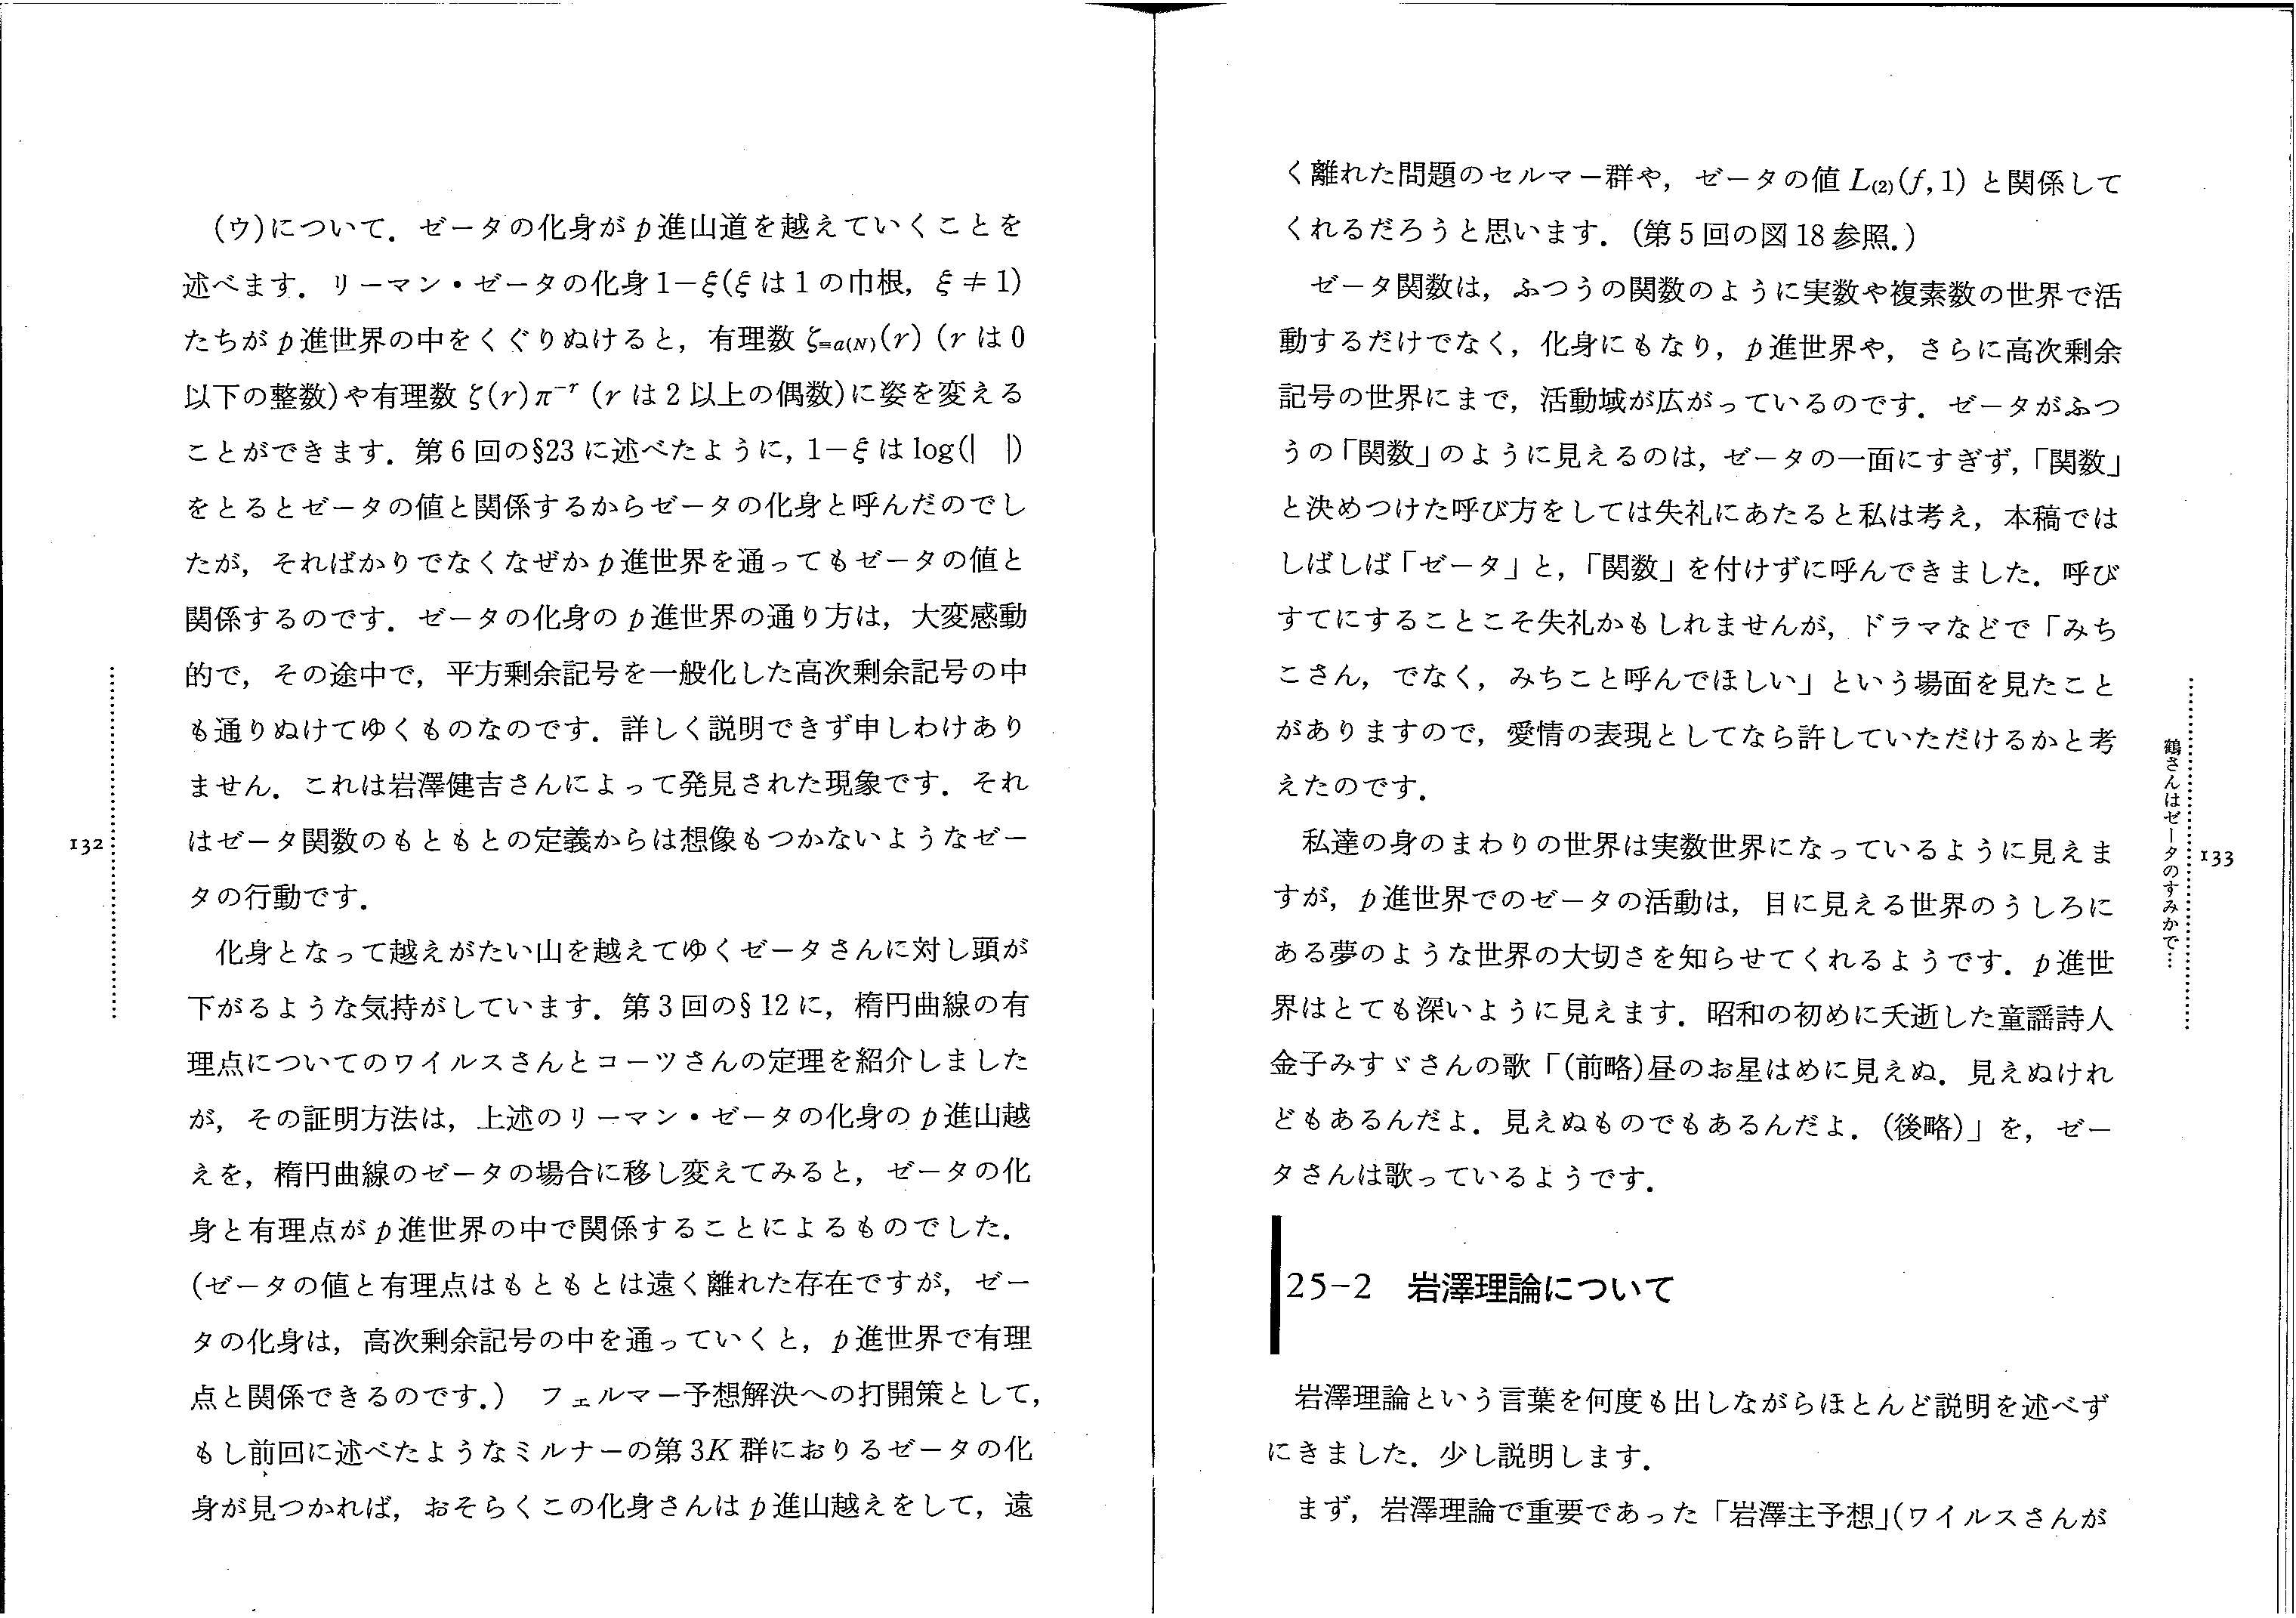 (ウ)について．ゼータの化身が p 進山道を越えていくことを
述べます．リーマン・ゼータの化身 1−ξ(ξ は 1 の巾根，ξ ≠ 1)
たちが p 進世界の中をくぐりぬけると，有理数 ζ≡a(N)(r) (r は 0
以下の整数)や有理数 ζ(r)π⁻ʳ (r は 2 以上の偶数)に姿を変える
ことができます．第 6 回の§23 に述べたように，1−ξ は log(|　|)
をとるとゼータの値と関係するからゼータの化身と呼んだのでし
たが，そればかりでなくなぜか p 進世界を通ってもゼータの値と
関係するのです．ゼータの化身の p 進世界の通り方は，大変感動
的で，その途中で，平方剰余記号を一般化した高次剰余記号の中
も通りぬけてゆくものなのです．詳しく説明できず申しわけあり
ません．これは岩澤健吉さんによって発見された現象です．それ
はゼータ関数のもともとの定義からは想像もつかないようなゼー
タの行動です．
化身となって越えがたい山を越えてゆくゼータさんに対し頭が
下がるような気持がしています．第 3 回の§ 12 に，楕円曲線の有
理点についてのワイルスさんとコーツさんの定理を紹介しました
が，その証明方法は，上述のリーマン・ゼータの化身の p 進山越
えを，楕円曲線のゼータの場合に移し変えてみると，ゼータの化
身と有理点が p 進世界の中で関係することによるものでした．
(ゼータの値と有理点はもともとは遠く離れた存在ですが，ゼー
タの化身は，高次剰余記号の中を通っていくと，p 進世界で有理
点と関係できるのです．)　フェルマー予想解決への打開策として，
もし前回に述べたようなミルナーの第 3K 群におりるゼータの化
身が見つかれば，おそらくこの化身さんは p 進山越えをして，遠
132
く離れた問題のセルマー群や，ゼータの値 L₍₂₎(f, 1) と関係して
くれるだろうと思います．(第 5 回の図 18 参照．)
ゼータ関数は，ふつうの関数のように実数や複素数の世界で活
動するだけでなく，化身にもなり，p 進世界や，さらに高次剰余
記号の世界にまで，活動域が広がっているのです．ゼータがふつ
うの「関数」のように見えるのは，ゼータの一面にすぎず，「関数」
と決めつけた呼び方をしては失礼にあたると私は考え，本稿では
しばしば「ゼータ」と，「関数」を付けずに呼んできました．呼び
すてにすることこそ失礼かもしれませんが，ドラマなどで「みち
こさん，でなく，みちこと呼んでほしい」という場面を見たこと
がありますので，愛情の表現としてなら許していただけるかと考
えたのです．
私達の身のまわりの世界は実数世界になっているように見えま
すが，p 進世界でのゼータの活動は，目に見える世界のうしろに
ある夢のような世界の大切さを知らせてくれるようです．p 進世
界はとても深いように見えます．昭和の初めに夭逝した童謡詩人
金子みすゞさんの歌「(前略)昼のお星はめに見えぬ．見えぬけれ
どもあるんだよ．見えぬものでもあるんだよ．(後略)」を，ゼー
タさんは歌っているようです．
25−2　岩澤理論について
岩澤理論という言葉を何度も出しながらほとんど説明を述べず
にきました．少し説明します．
まず，岩澤理論で重要であった「岩澤主予想」(ワイルスさんが
鶴さんはゼータのすみかで…
133